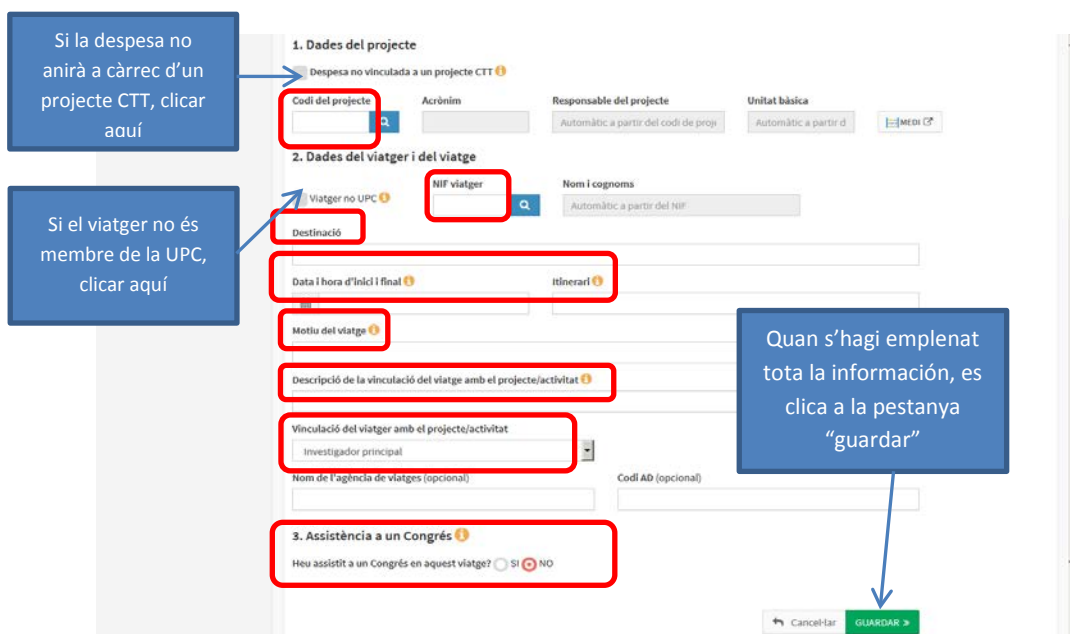 Si la despesa no
anirà a càrrec d'un
projecte CTT, clicar
aquí
1. Dades del projecte
Despesa no vinculada a un projecte CTT
Codi del projecte
Acrònim
Responsable del projecte
Unitat bàsica
Automàtic a partir del codi de proje
Automàtic a partir d
MEDI
2. Dades del viatger i del viatge
Si el viatger no és
membre de la UPC,
clicar aquí
Viatger no UPC
NIF viatger
Nom i cognoms
Automàtic a partir del NIF
Destinació
Data i hora d'inici i final
Itinerari
Motiu del viatge
Descripció de la vinculació del viatge amb el projecte/activitat
Quan s'hagi emplenat
tota la información, es
clica a la pestanya
"guardar"
Vinculació del viatger amb el projecte/activitat
Investigador principal
Nom de l'agència de viatges (opcional)
Codi AD (opcional)
3. Assistència a un Congrés
Heu assistit a un Congrés en aquest viatge? SI NO
Cancel·lar
GUARDAR »